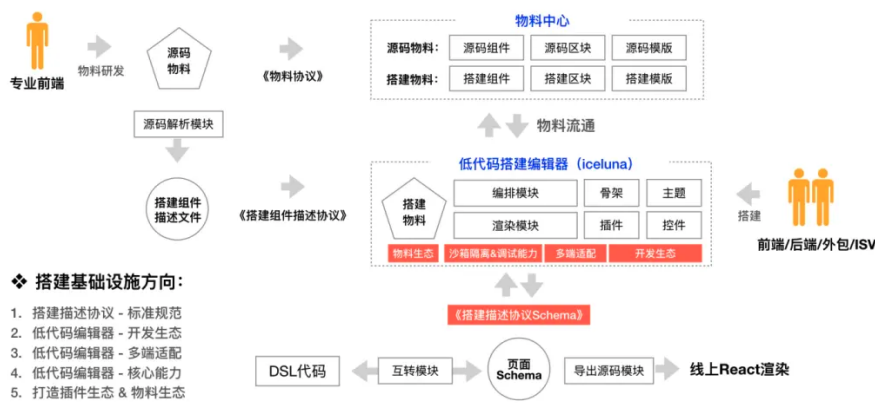 物料中心
源码物料: 源码组件 源码区块 源码模版
搭建物料: 搭建组件 搭建区块 搭建模版
专业前端
物料研发
源码
物料
《物料协议》
物料流通
源码解析模块
低代码搭建编辑器（iceluna）
搭建组件
描述文件
《搭建组件描述协议》
搭建
物料
编排模块 骨架 主题
渲染模块 插件 控件
物料生态 沙箱隔离&调试能力 多端适配 开发生态
搭建
前端/后端/外包/ISV
《搭建描述协议Schema》
❖ 搭建基础设施方向：
1. 搭建描述协议 - 标准规范
2. 低代码编辑器 - 开发生态
3. 低代码编辑器 - 多端适配
4. 低代码编辑器 - 核心能力
5. 打造插件生态 & 物料生态
DSL代码
互转模块
页面
Schema
导出源码模块
线上React渲染